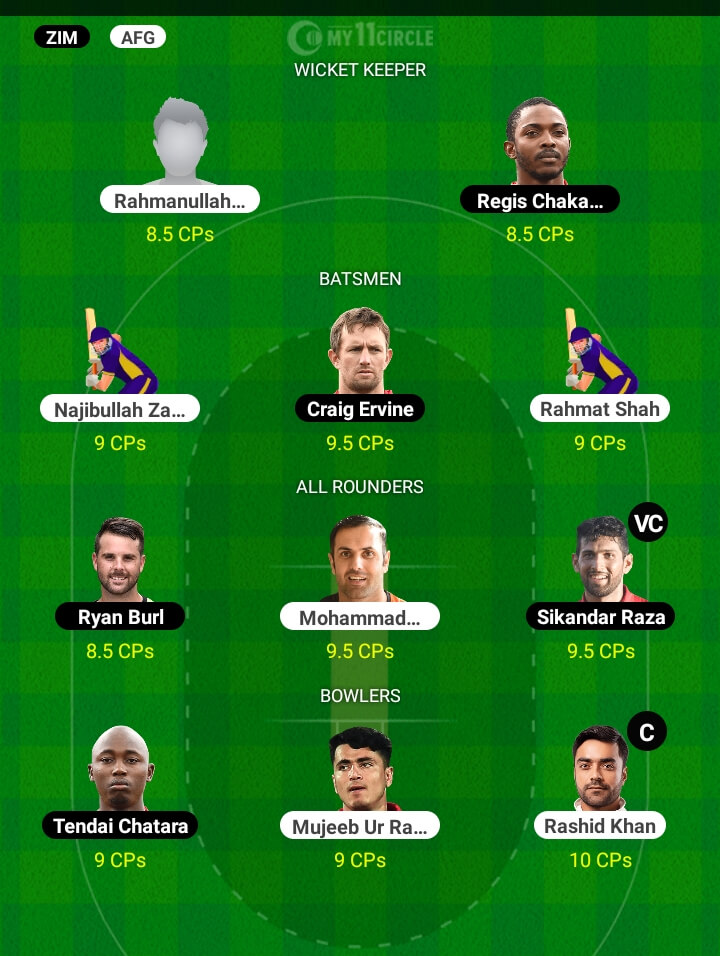 ZIM AFG MY11CIRCLE
WICKET KEEPER
Rahmanullah... Regis Chaka...
8.5 CPs 8.5 CPs
BATSMEN
Najibullah Za... Craig Ervine Rahmat Shah
9 CPs 9.5 CPs 9 CPs
ALL ROUNDERS
VC
Ryan Burl Mohammad... Sikandar Raza
8.5 CPs 9.5 CPs 9.5 CPs
BOWLERS
C
Tendai Chatara Mujeeb Ur Ra... Rashid Khan
9 CPs 9 CPs 10 CPs